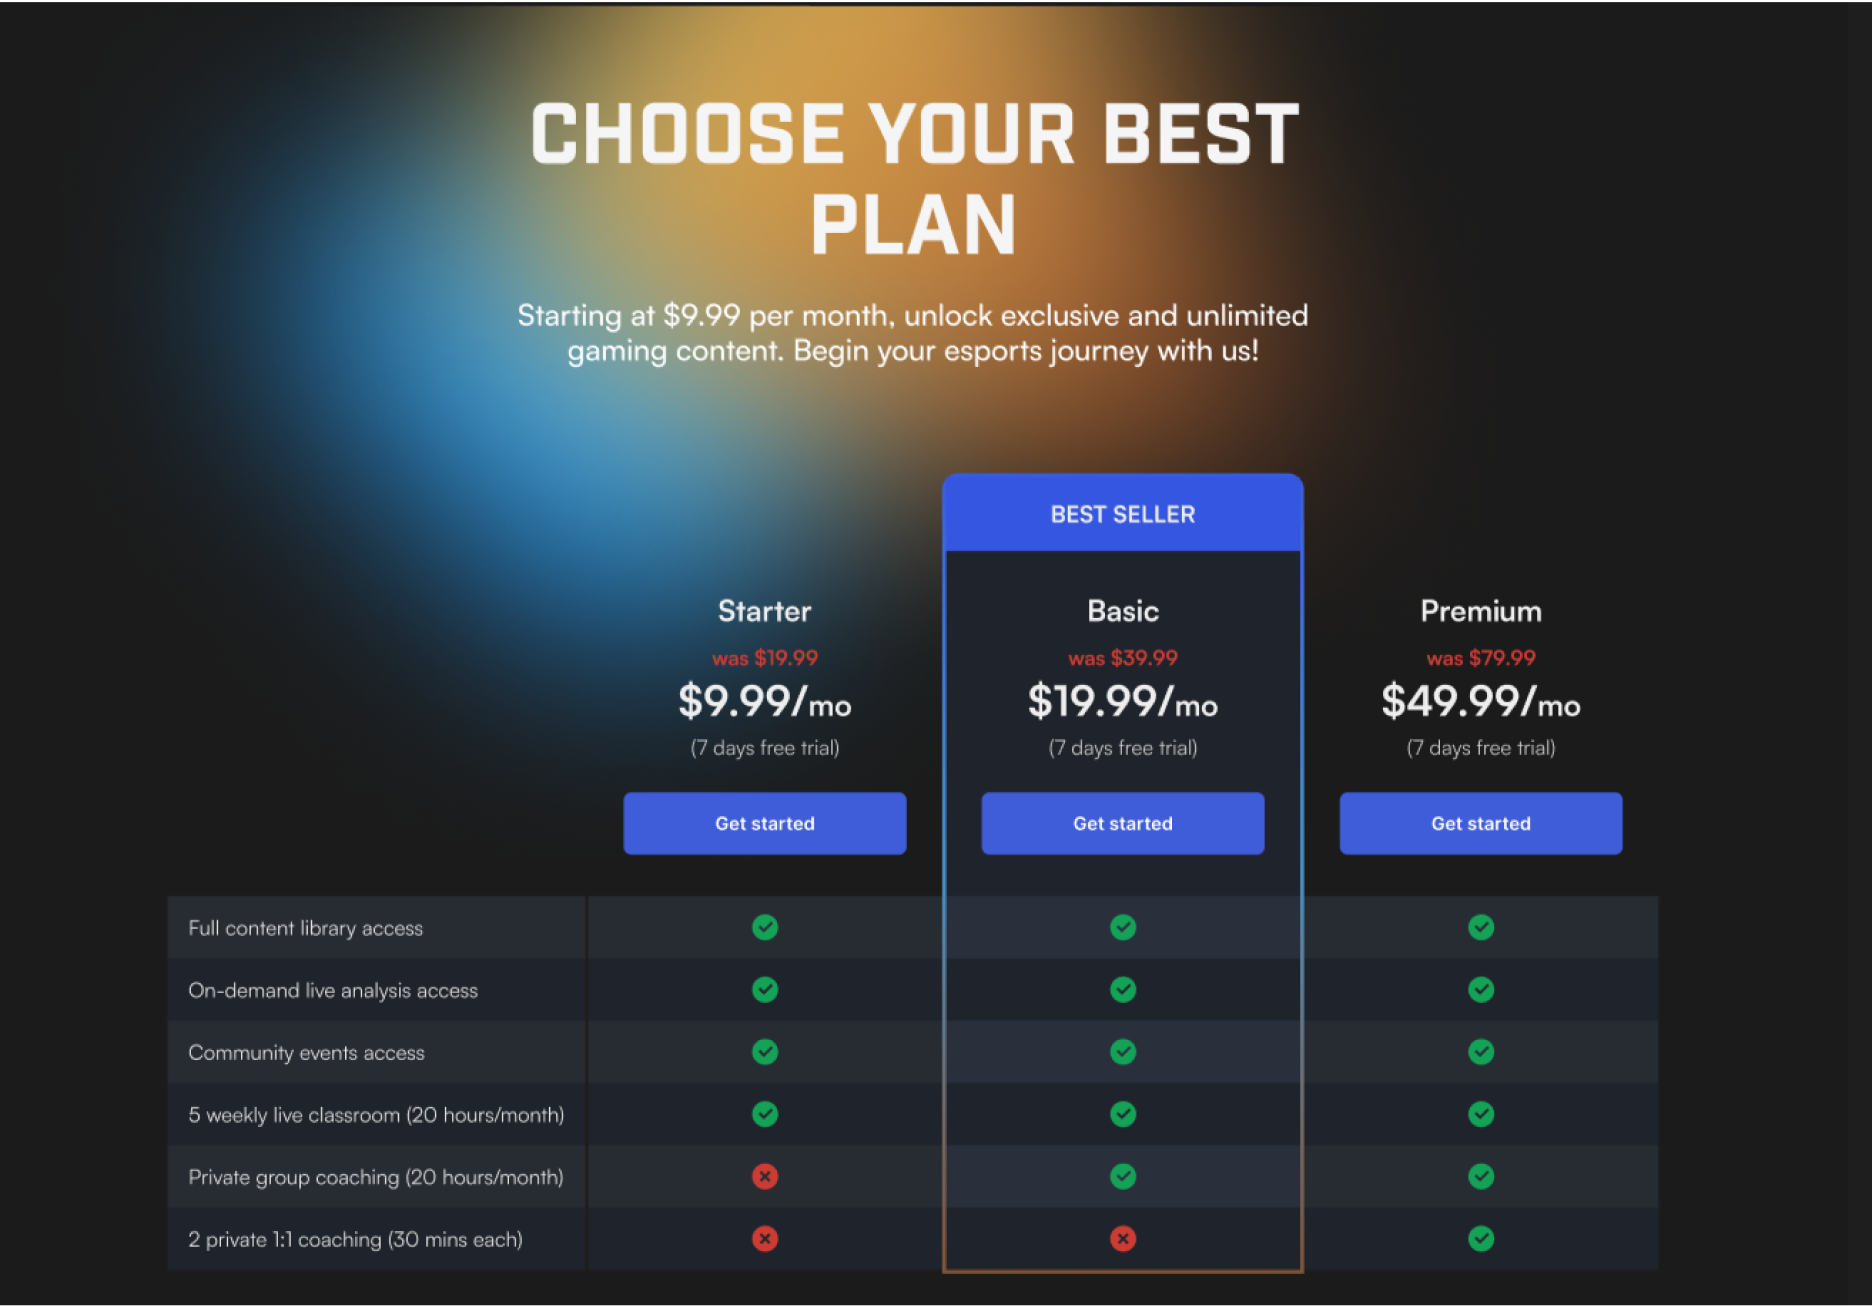 CHOOSE YOUR BEST
PLAN
Starting at $9.99 per month, unlock exclusive and unlimited
gaming content. Begin your esports journey with us!
BEST SELLER
Starter
was $19.99
$9.99/mo
(7 days free trial)
Get started
Basic
was $39.99
$19.99/mo
(7 days free trial)
Get started
Premium
was $79.99
$49.99/mo
(7 days free trial)
Get started
Full content library access
On-demand live analysis access
Community events access
5 weekly live classroom (20 hours/month)
Private group coaching (20 hours/month)
2 private 1:1 coaching (30 mins each)